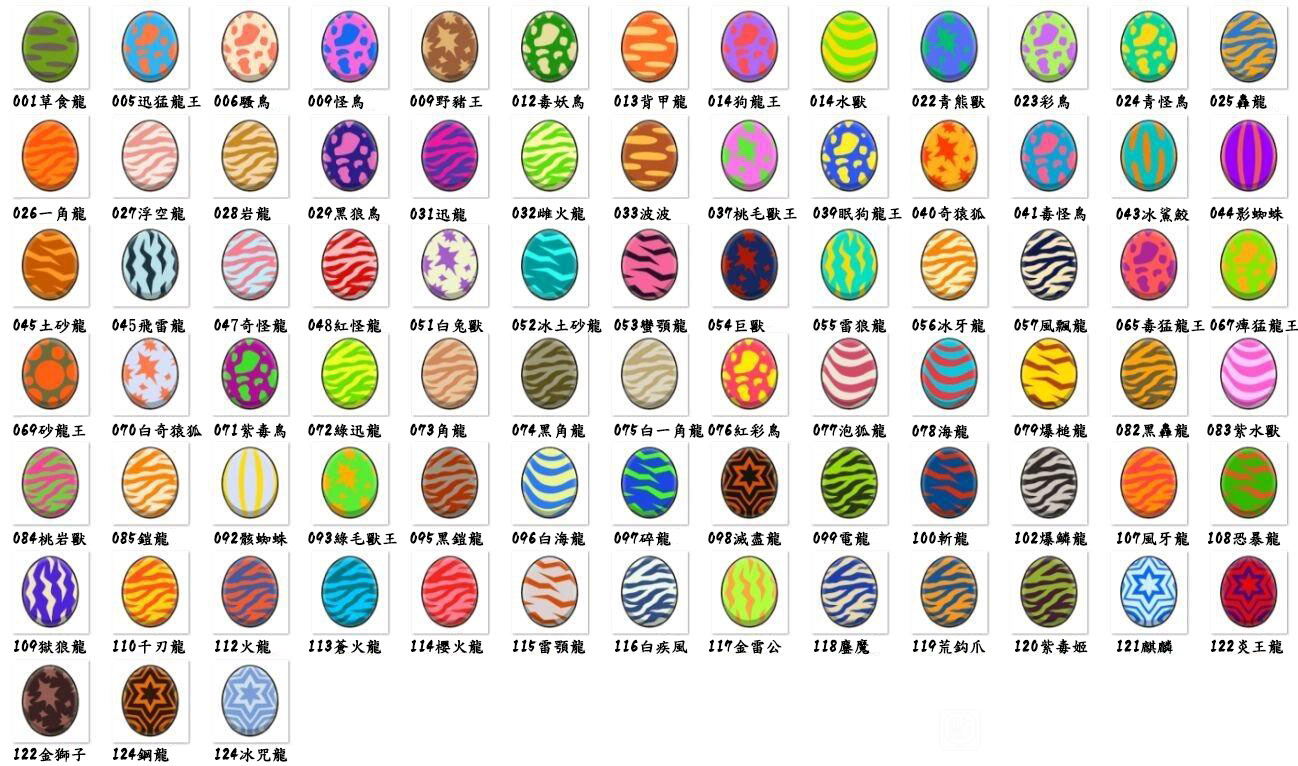 001草食龍 005迅猛龍王 006騷鳥 009怪鳥 009野豬王 012毒妖鳥 013背甲龍 014狗龍王 014水獸 022青熊獸 023彩鳥 024青怪鳥 025轟龍
026一角龍 027浮空龍 028岩龍 029黑狼鳥 031迅龍 032雌火龍 033波波 037桃毛獸王 039眠狗龍王 040奇猿狐 041毒怪鳥 043冰鯊鮫 044影蜘蛛
045土砂龍 045飛雷龍 047奇怪龍 048紅怪龍 051白兔獸 052冰土砂龍 053蠻顎龍 054巨獸 055雷狼龍 056冰牙龍 057風飄龍 065毒猛龍王 067痺猛龍王
069砂龍王 070白奇猿狐 071紫毒鳥 072綠迅龍 073角龍 074黑角龍 075白一角龍 076紅彩鳥 077泡狐龍 078海龍 079爆槌龍 082黑轟龍 083紫水獸
084桃岩獸 085鎧龍 092骸蜘蛛 093綠毛獸王 095黑鎧龍 096白海龍 097碎龍 098滅盡龍 099電龍 100斬龍 102爆鱗龍 107風牙龍 108恐暴龍
109獄狼龍 110千刃龍 112火龍 113蒼火龍 114櫻火龍 115雷顎龍 116白疾風 117金雷公 118鏖魔 119荒鈎爪 120紫毒姬 121麒麟 122炎王龍
122金獅子 124鋼龍 124冰咒龍